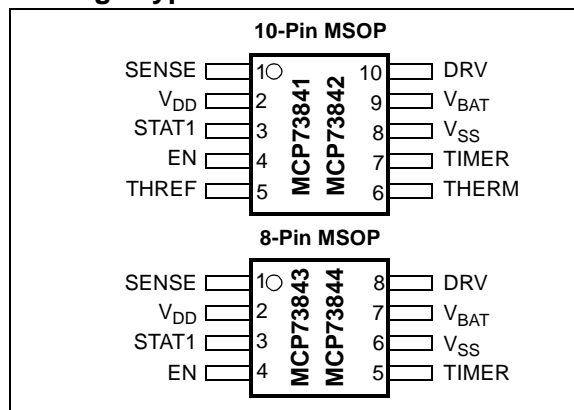 10-Pin MSOP
SENSE 1 10 DRV
VDD 2 9 VBAT
STAT1 3 8 VSS
EN 4 7 TIMER
THREF 5 6 THERM
MCP73841
MCP73842
8-Pin MSOP
SENSE 1 8 DRV
VDD 2 7 VBAT
STAT1 3 6 VSS
EN 4 5 TIMER
MCP73843
MCP73844